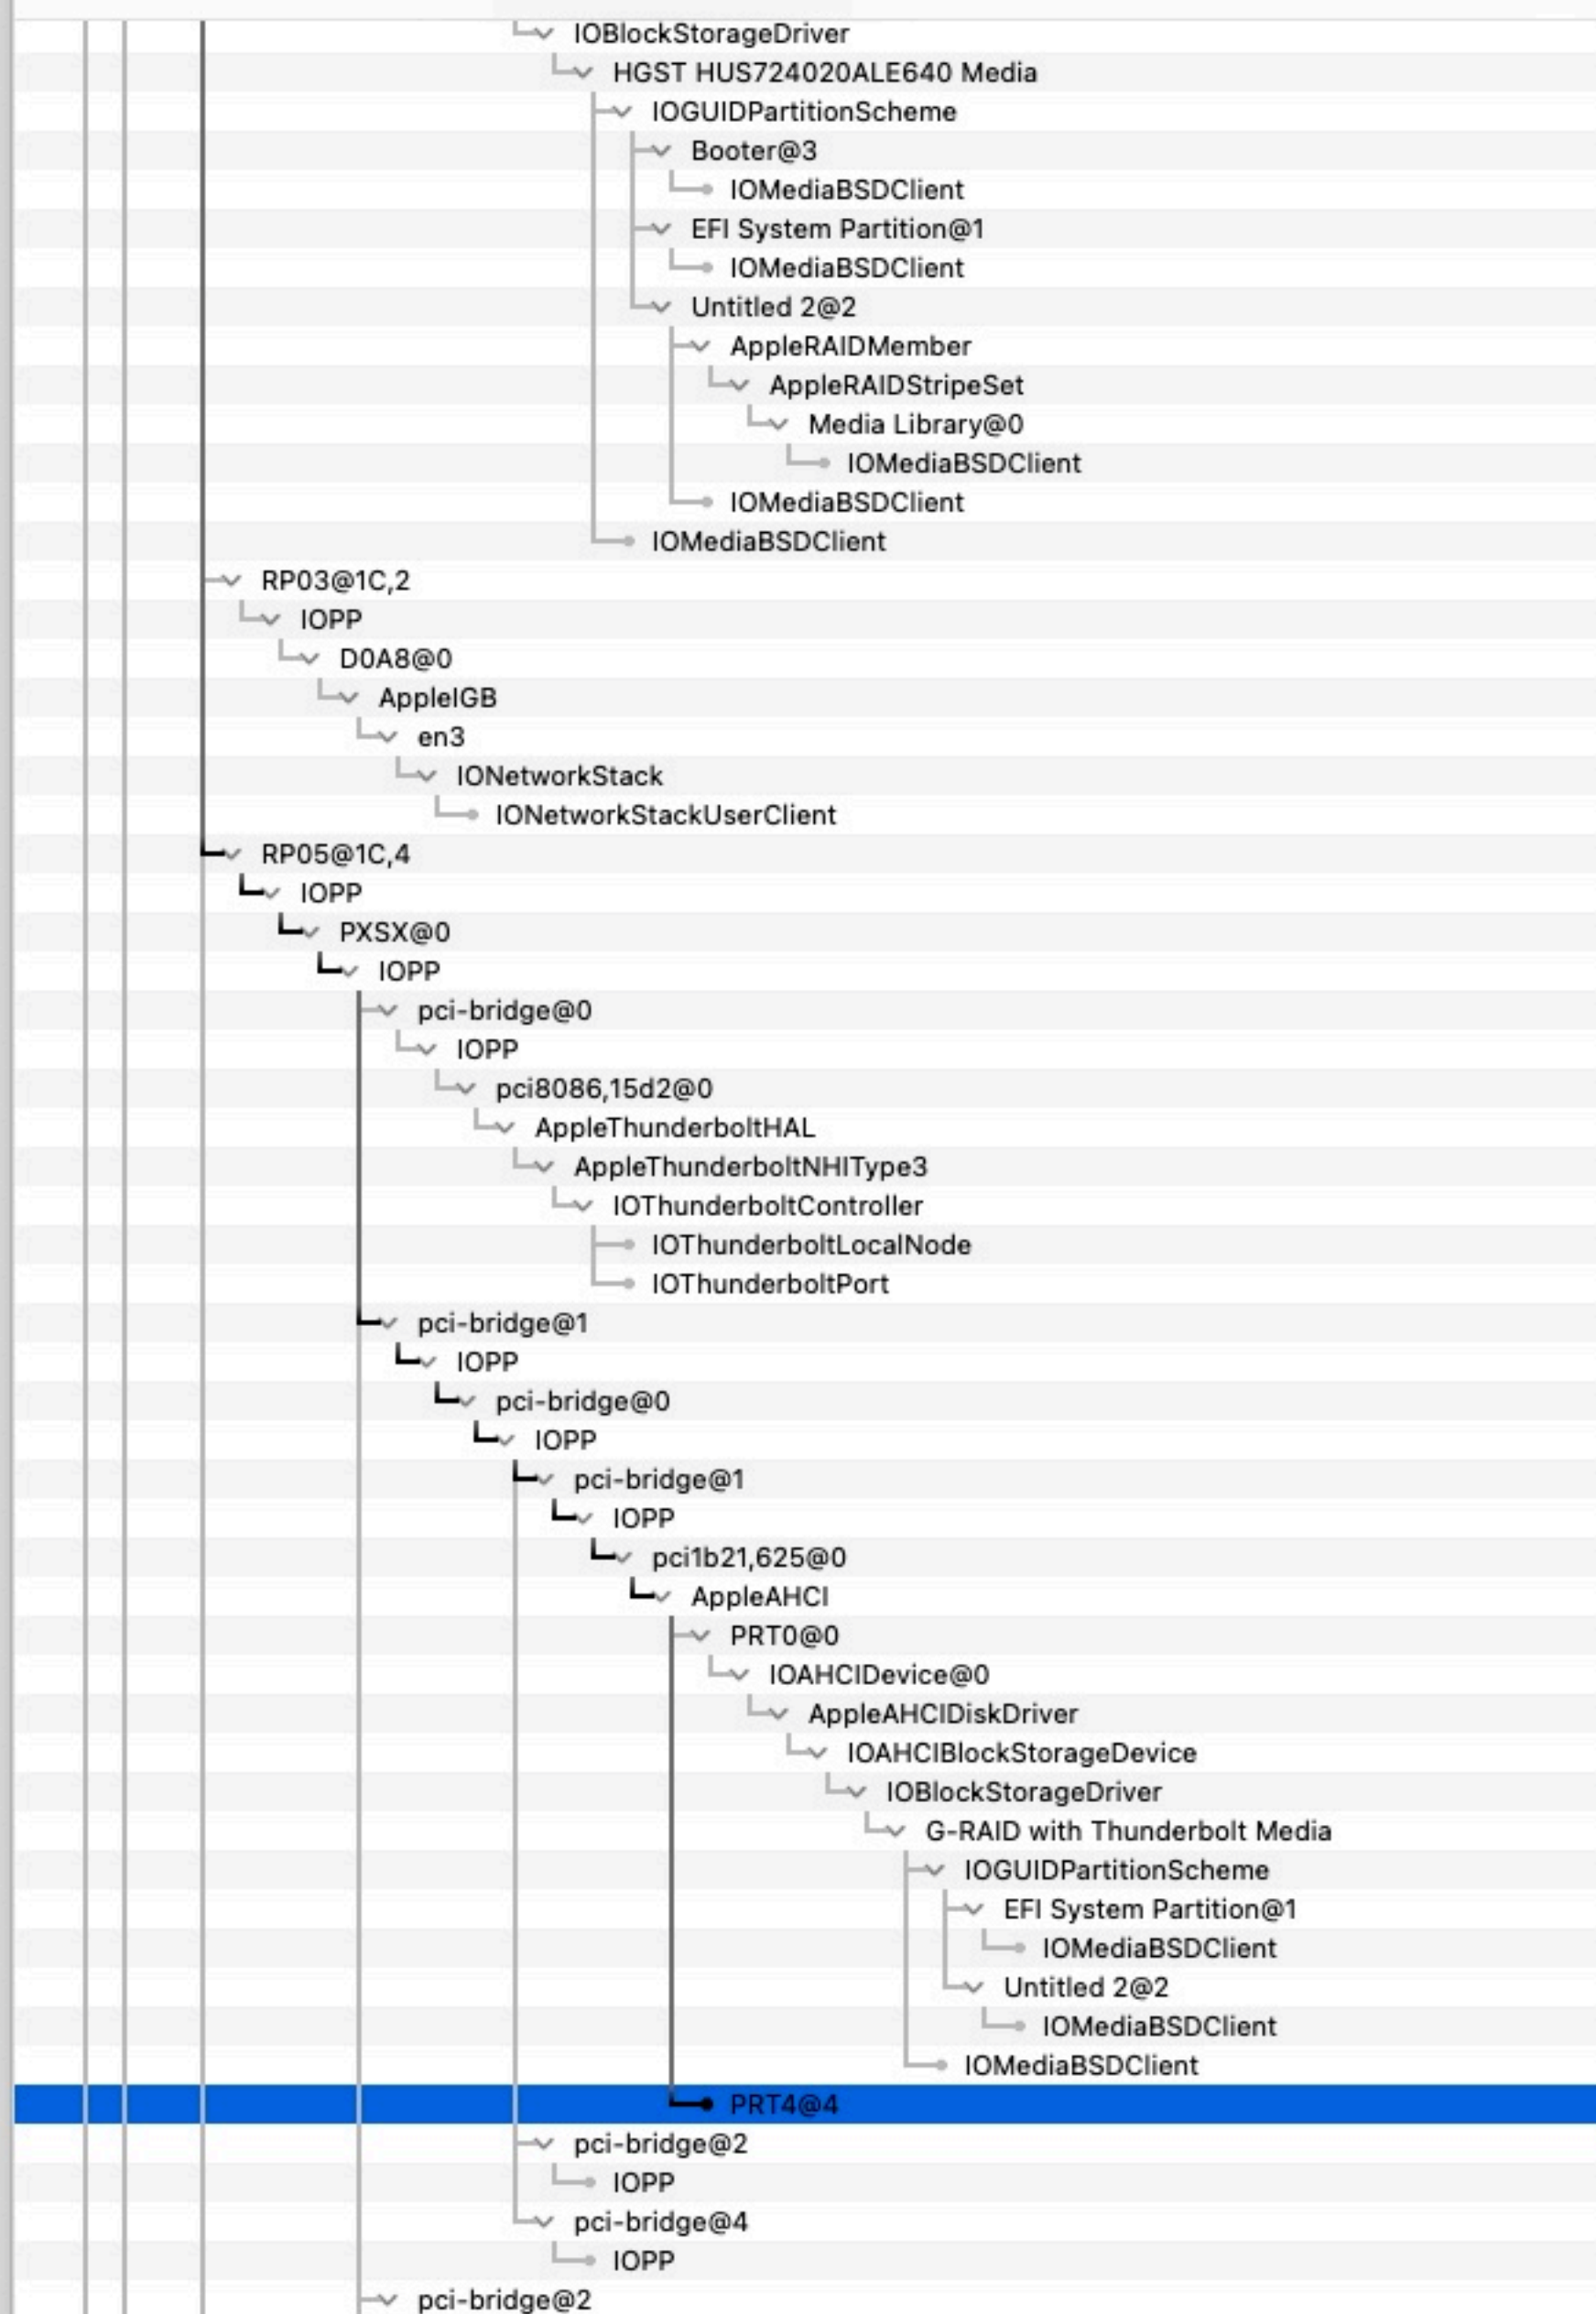 IOBlockStorageDriver
HGST HUS724020ALE640 Media
IOGUIDPartitionScheme
Booter@3
IOMediaBSDClient
EFI System Partition@1
IOMediaBSDClient
Untitled 2@2
AppleRAIDMember
AppleRAIDStripeSet
Media Library@0
IOMediaBSDClient
IOMediaBSDClient
IOMediaBSDClient
RP03@1C,2
IOPP
D0A8@0
AppleIGB
en3
IONetworkStack
IONetworkStackUserClient
RP05@1C,4
IOPP
PXSX@0
IOPP
pci-bridge@0
IOPP
pci8086,15d2@0
AppleThunderboltHAL
AppleThunderboltNHIType3
IOThunderboltController
IOThunderboltLocalNode
IOThunderboltPort
pci-bridge@1
IOPP
pci-bridge@0
IOPP
pci-bridge@1
IOPP
pci1b21,625@0
AppleAHCI
PRT0@0
IOAHCIDevice@0
AppleAHCIDiskDriver
IOAHCIBlockStorageDevice
IOBlockStorageDriver
G-RAID with Thunderbolt Media
IOGUIDPartitionScheme
EFI System Partition@1
IOMediaBSDClient
Untitled 2@2
IOMediaBSDClient
IOMediaBSDClient
PRT4@4
pci-bridge@2
IOPP
pci-bridge@4
IOPP
pci-bridge@2